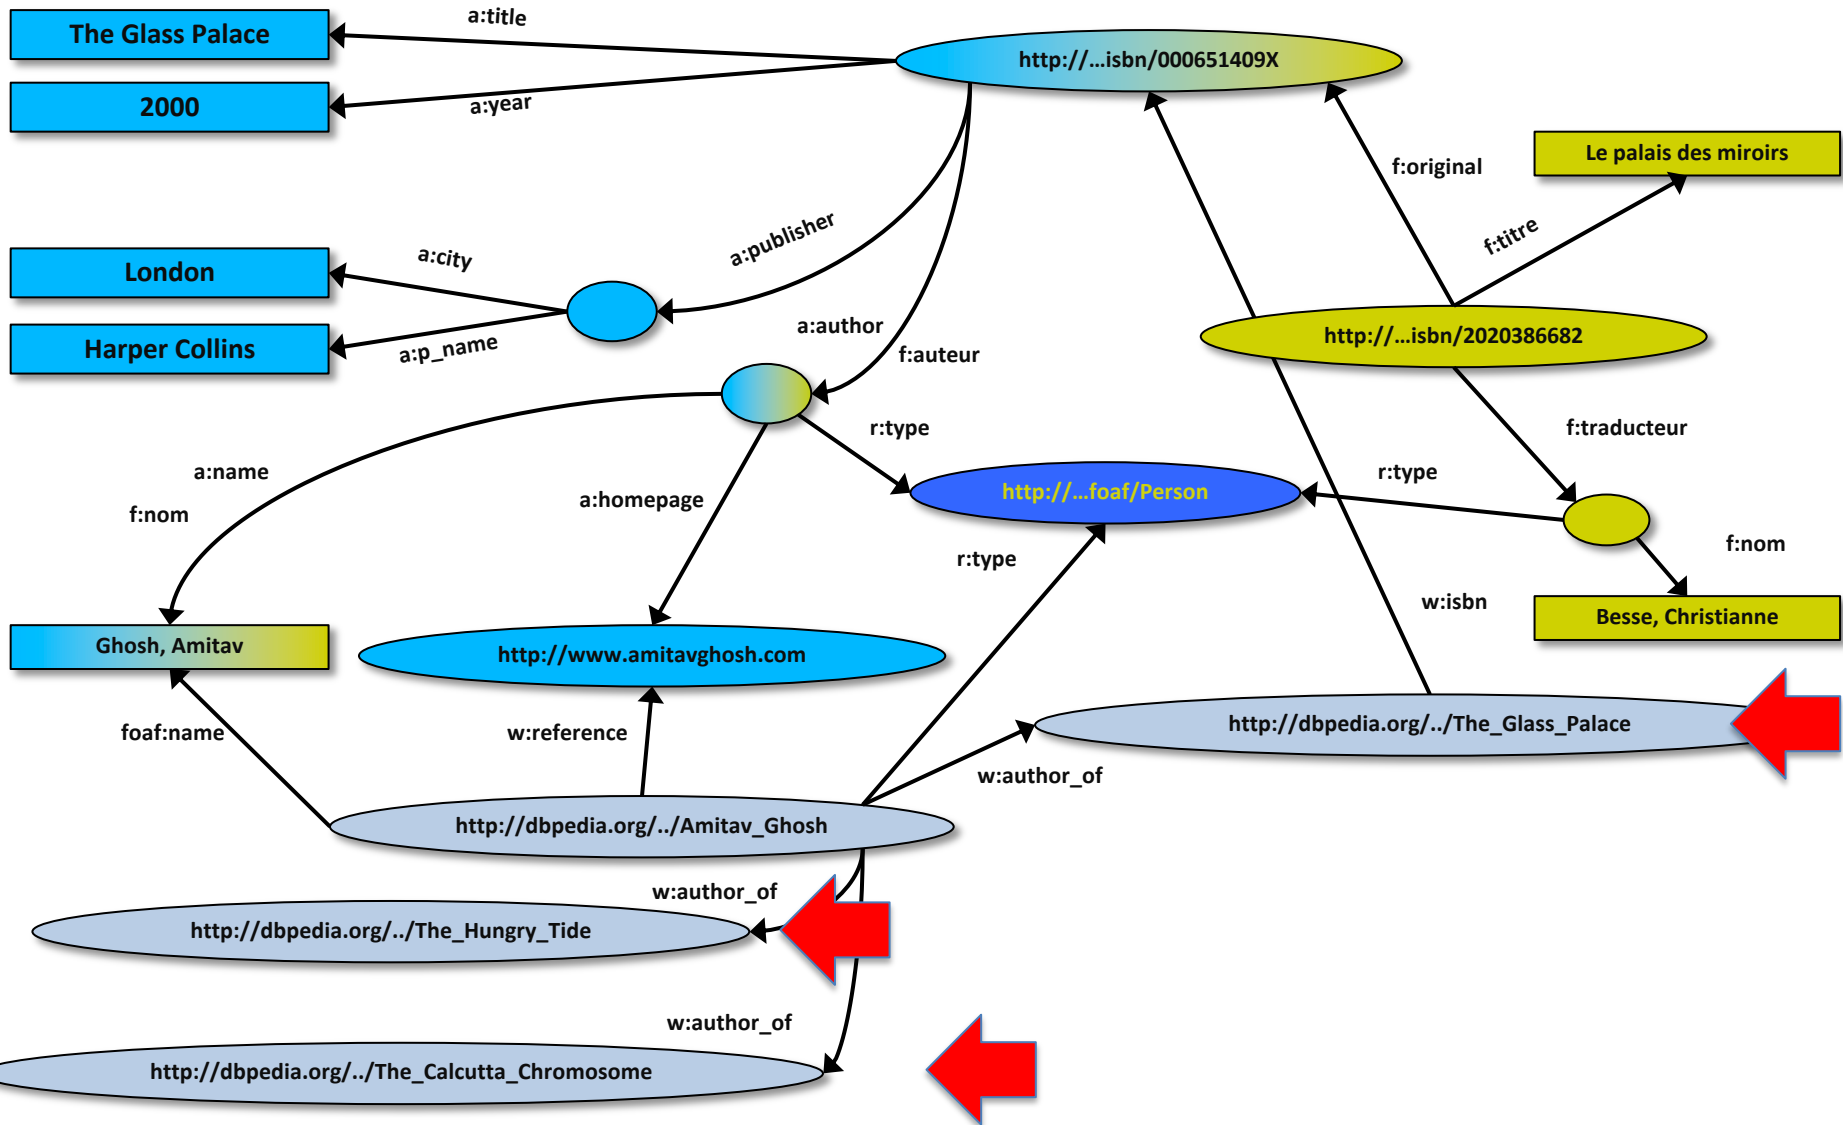 a:title
The Glass Palace
http://...isbn/000651409X
2000
a:year
Le palais des miroirs
f:original
f:titre
a:publisher
a:city
London
a:author
http://...isbn/2020386682
Harper Collins
a:p_name
f:auteur
r:type
f:traducteur
a:name
r:type
a:homepage
http://...foaf/Person
f:nom
f:nom
r:type
w:isbn
Besse, Christianne
Ghosh, Amitav
http://www.amitavghosh.com
foaf:name
w:reference
http://dbpedia.org/../The_Glass_Palace
w:author_of
http://dbpedia.org/../Amitav_Ghosh
w:author_of
http://dbpedia.org/../The_Hungry_Tide
w:author_of
http://dbpedia.org/../The_Calcutta_Chromosome